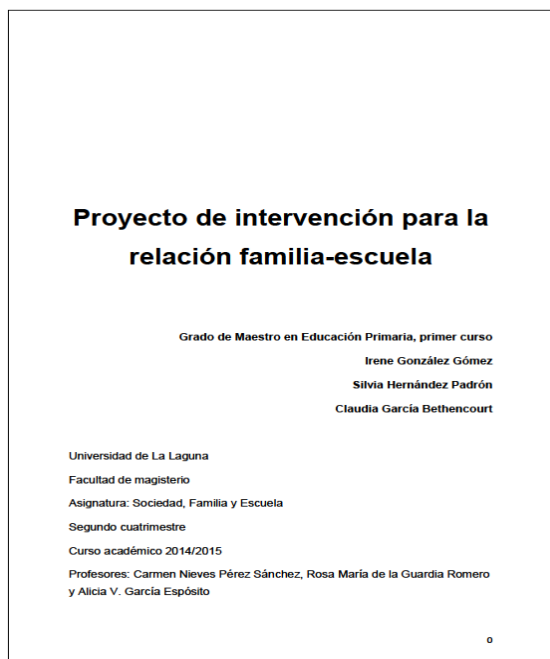 Proyecto de intervención para la
relación familia-escuela
Grado de Maestro en Educación Primaria, primer curso
Irene González Gómez
Silvia Hernández Padrón
Claudia García Bethencourt
Universidad de La Laguna
Facultad de magisterio
Asignatura: Sociedad, Familia y Escuela
Segundo cuatrimestre
Curso académico 2014/2015
Profesores: Carmen Nieves Pérez Sánchez, Rosa María de la Guardia Romero
y Alicia V. García Espósito
0